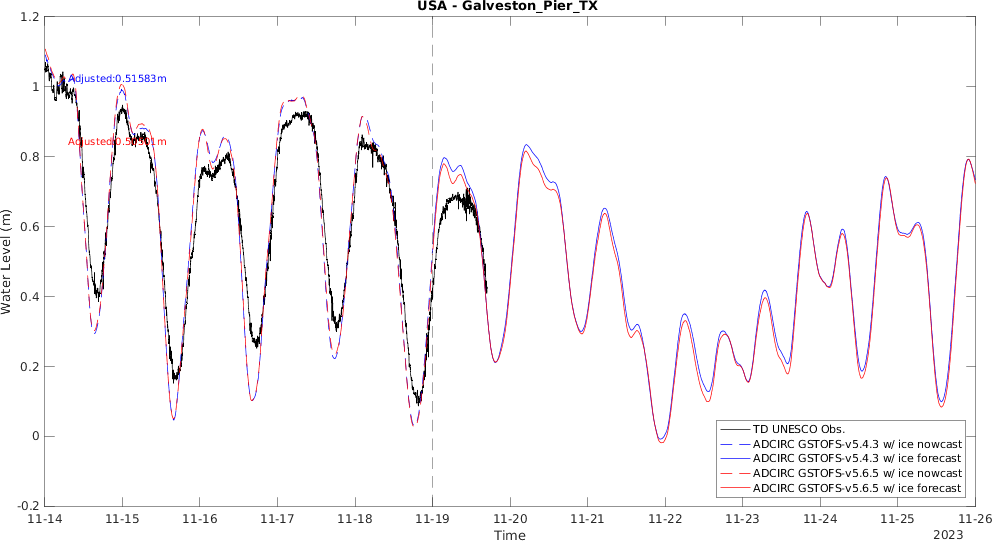 USA - Galveston_Pier_TX
1.2
1
0.8
0.6
0.4
0.2
0
-0.2
Water Level (m)
Adjusted:0.51583m
11-14
11-15
11-16
11-17
11-18
11-19
11-20
11-21
11-22
11-23
11-24
11-25
11-26
Time
2023
TD UNESCO Obs.
ADCIRC GSTOFS-v5.4.3 w/ ice nowcast
ADCIRC GSTOFS-v5.4.3 w/ ice forecast
ADCIRC GSTOFS-v5.6.5 w/ ice nowcast
ADCIRC GSTOFS-v5.6.5 w/ ice forecast